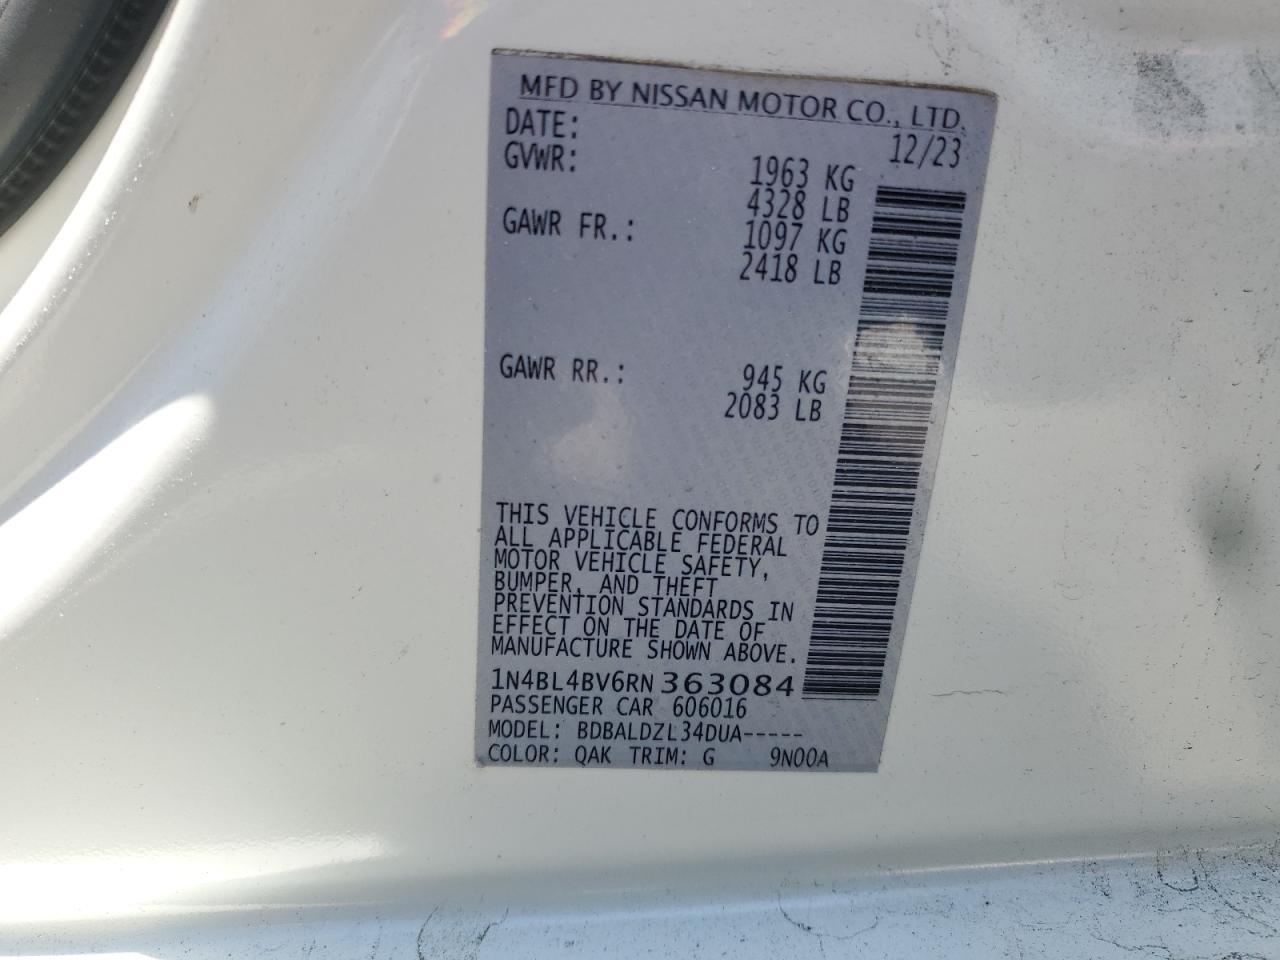 MFD BY NISSAN MOTOR CO., LTD.
DATE: 12/23
GVWR: 1963 KG
4328 LB
GAWR FR.: 1097 KG
2418 LB
GAWR RR.: 945 KG
2083 LB
THIS VEHICLE CONFORMS TO
ALL APPLICABLE FEDERAL
MOTOR VEHICLE SAFETY,
BUMPER, AND THEFT
PREVENTION STANDARDS IN
EFFECT ON THE DATE OF
MANUFACTURE SHOWN ABOVE.
1N4BL4BV6RN363084
PASSENGER CAR 606016
MODEL: BDBALDZL34DUA-----
COLOR: QAK TRIM: G 9N00A